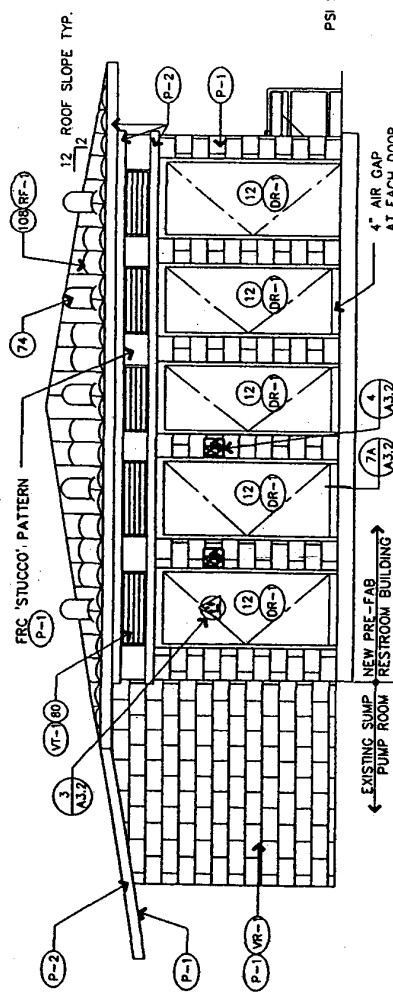 12
2
ROOF SLOPE TYP.
108
RF-1
74
FRC 'STUCCO' PATTERN
P-1
VT-1
80
3
A3.2
P-2
P-1
P-1
VR-1
P-2
P-1
12
DR-1
12
DR-1
12
DR-1
12
DR-1
12
DR-1
PSI
4" AIR GAP
AT EACH DOOR
4
A3.2
7A
A3.2
EXISTING SUMP
PUMP ROOM
NEW PRE-FAB
RESTROOM BUILDING